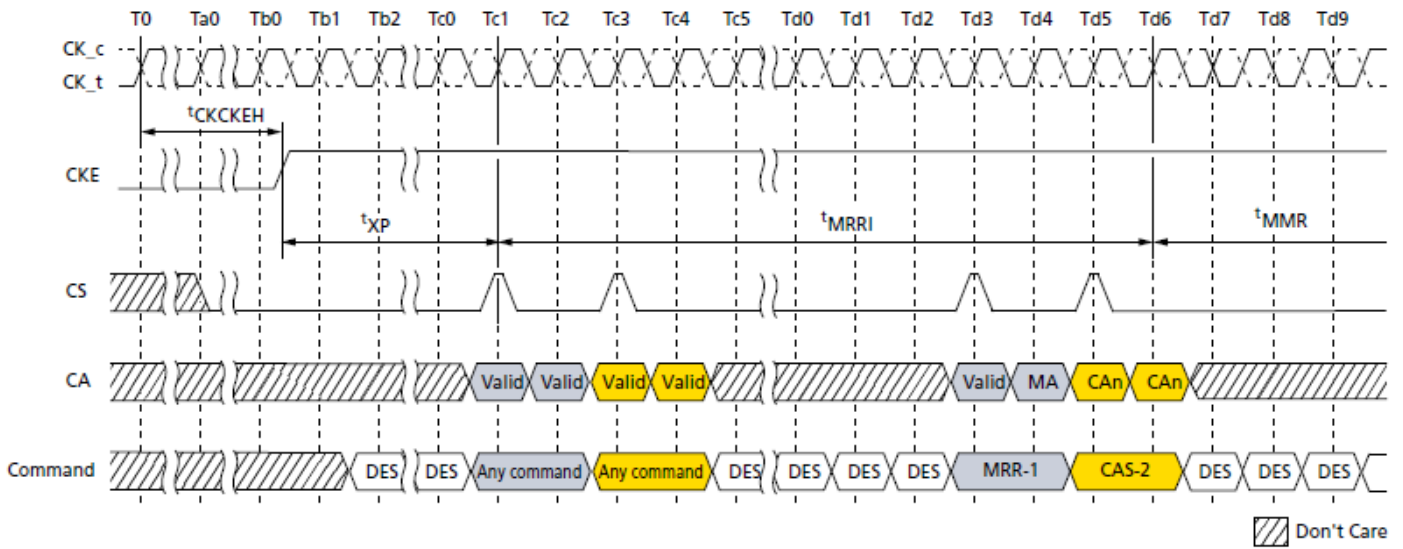 T0 Ta0 Tb0 Tb1 Tb2 Tc0 Tc1 Tc2 Tc3 Tc4 Tc5 Td0 Td1 Td2 Td3 Td4 Td5 Td6 Td7 Td8 Td9
CK_c
CK_t
tCKCKEH
CKE
tXP tMRRI tMMR
CS
CA Valid Valid Valid Valid Valid MA CAn CAn
Command DES DES Any command Any command DES DES DES DES MRR-1 CAS-2 DES DES DES
Don't Care